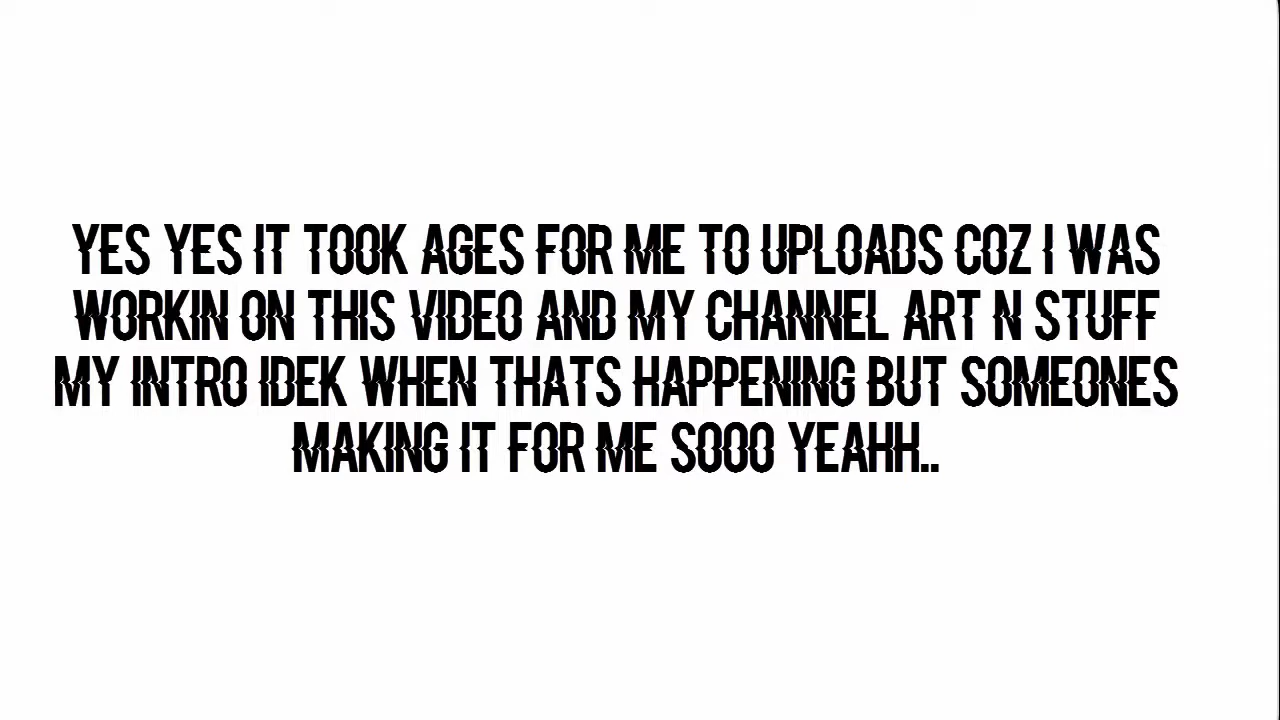 YES YES IT TOOK AGES FOR ME TO UPLOADS COZ I WAS
WORKIN ON THIS VIDEO AND MY CHANNEL ART N STUFF
MY INTRO IDEK WHEN THATS HAPPENING BUT SOMEONES
MAKING IT FOR ME SOOO YEAHH..